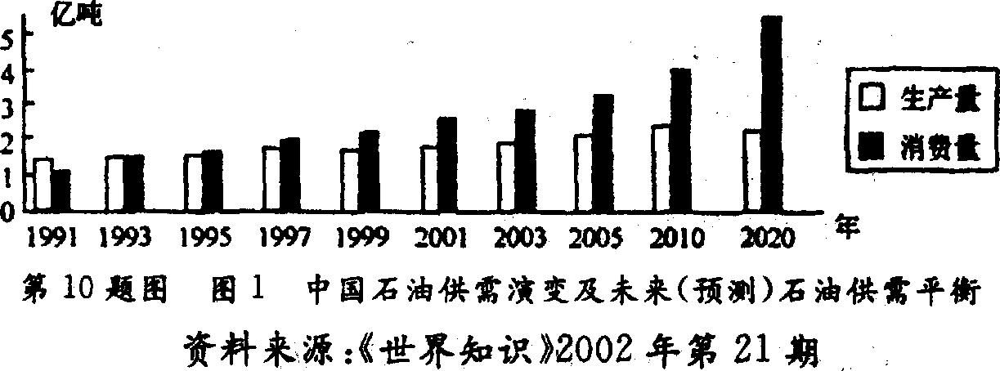 亿吨
5
4
3
2
1
0
1991 1993 1995 1997 1999 2001 2003 2005 2010 2020 年
生产量
消费量
第10题图 图1 中国石油供需演变及未来(预测)石油供需平衡
资料来源:《世界知识》2002年第21期